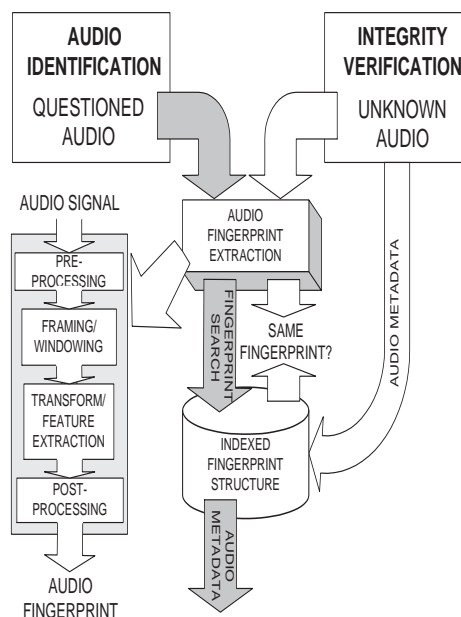 AUDIO
IDENTIFICATION
QUESTIONED
AUDIO
INTEGRITY
VERIFICATION
UNKNOWN
AUDIO
AUDIO SIGNAL
PRE-
PROCESSING
FRAMING/
WINDOWING
TRANSFORM/
FEATURE
EXTRACTION
POST-
PROCESSING
AUDIO
FINGERPRINT
AUDIO
FINGERPRINT
EXTRACTION
FINGERPRINT
SEARCH
SAME
FINGERPRINT?
AUDIO METADATA
INDEXED
FINGERPRINT
STRUCTURE
AUDIO
METADATA